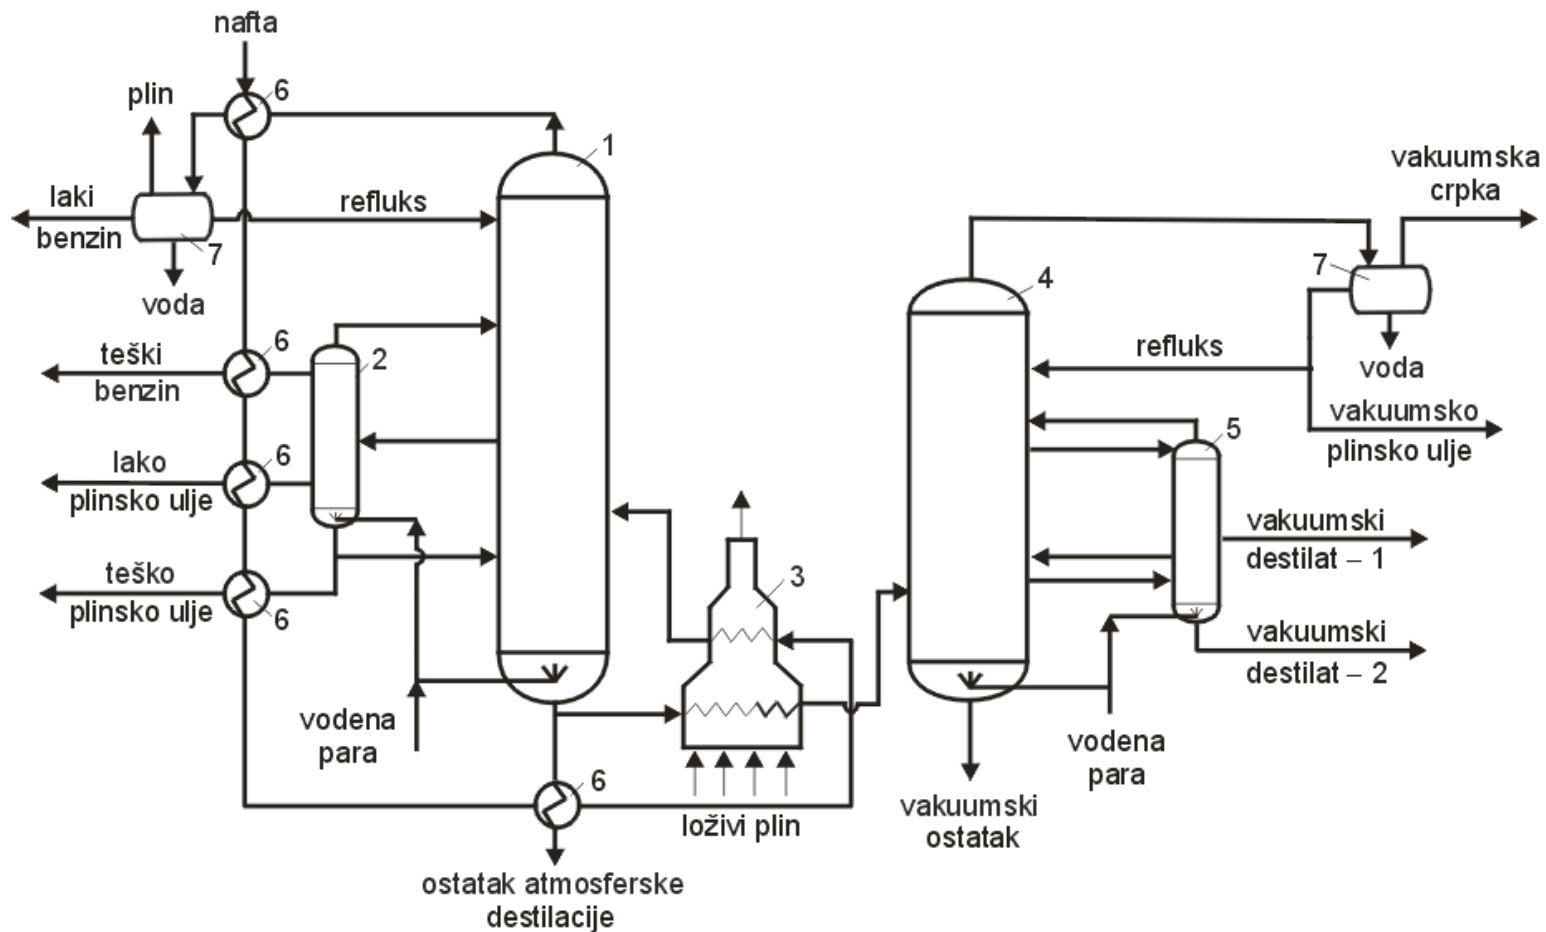 nafta
plin
6
1
laki
benzin
refluks
7
voda
teški
benzin
6
2
lako
plinsko ulje
6
teško
plinsko ulje
6
vodena
para
6
ostatak atmosferske
destilacije
3
loživi plin
4
vakuumska
crpka
7
voda
refluks
vakuumsko
plinsko ulje
5
vakuumski
destilat – 1
vakuumski
destilat – 2
vodena
para
vakuumski
ostatak